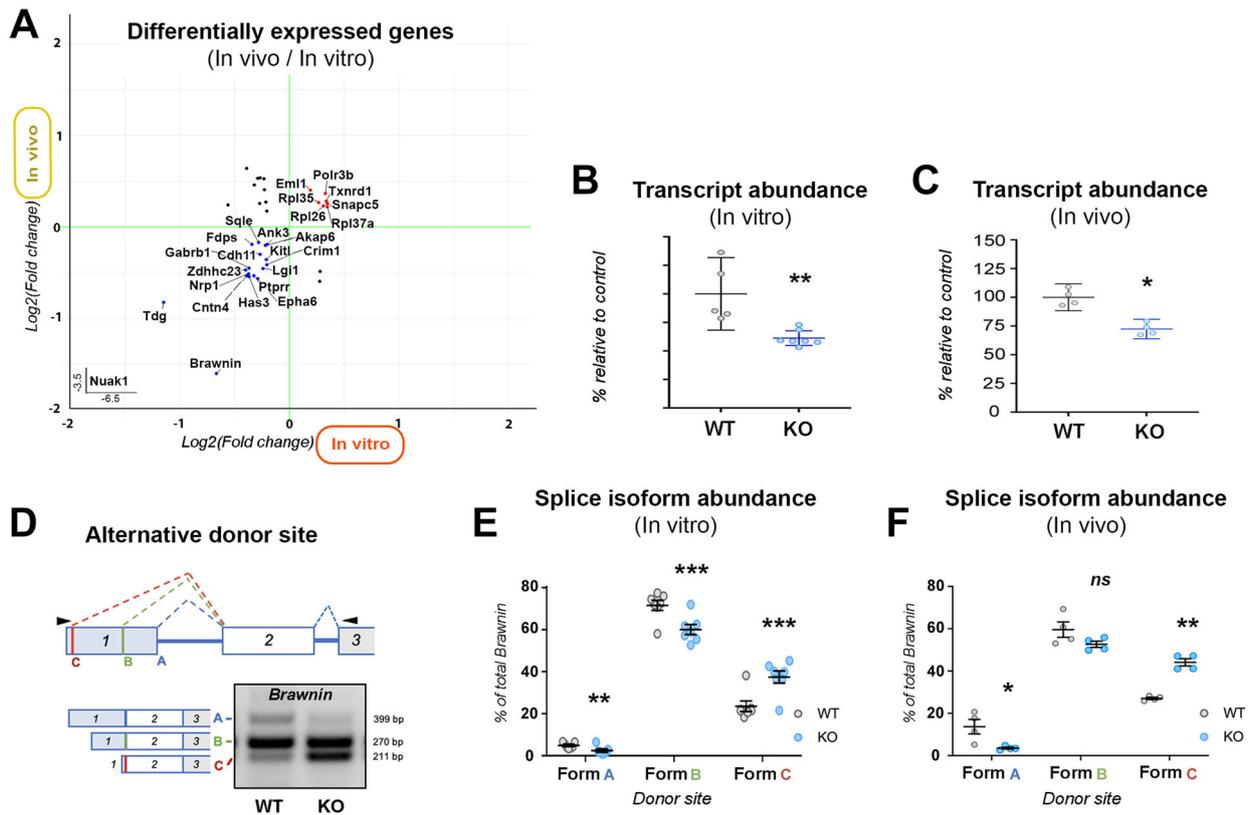 A
Differentially expressed genes
(In vivo / In vitro)
2
1
0
-1
-2
In vivo
Log2(Fold change)
Eml1
Polr3b
Txnrd1
Rpl35
Snapc5
Rpl26
Rpl37a
Sqle
Ank3
Fdps
Akap6
Gabrb1
Cdh11
Kitl
Crim1
Zdhhc23
Lgi1
Nrp1
Ptprr
Cntn4
Has3
Epha6
Tdg
Brawnin
-3.5
Nuak1
-6.5
-2
-1
0
1
2
Log2(Fold change)
In vitro
B
Transcript abundance
(In vitro)
% relative to control
**
WT
KO
C
Transcript abundance
(In vivo)
% relative to control
150
125
100
75
50
25
0
*
WT
KO
D
Alternative donor site
1
2
3
C
B
A
1 2 3 A
1 2 3 B
1 2 3 C
Brawnin
399 bp
270 bp
211 bp
WT KO
E
Splice isoform abundance
(In vitro)
% of total Brawnin
80
60
40
20
0
**
***
***
WT
KO
Form A
Form B
Form C
Donor site
F
Splice isoform abundance
(In vivo)
% of total Brawnin
80
60
40
20
0
*
ns
**
WT
KO
Form A
Form B
Form C
Donor site